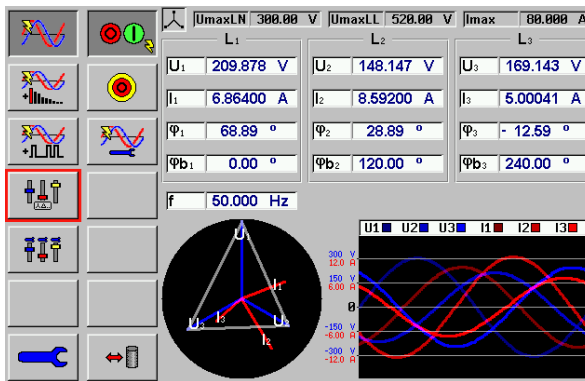 UmaxLN 300.00 V UmaxLL 520.00 V Imax 80.000 A
L1 L2 L3
U1 209.878 V U2 148.147 V U3 169.143 V
I1 6.86400 A I2 8.59200 A I3 5.00041 A
φ1 68.89 ° φ2 28.89 ° φ3 - 12.59 °
φb1 0.00 ° φb2 120.00 ° φb3 240.00 °
f 50.000 Hz
U1 U2 U3 I1 I2 I3
U1
I1
U3 I3 U2
I2
300 V
12.0 A
150 V
6.00 A
0
-150 V
-6.00 A
-300 V
-12.0 A